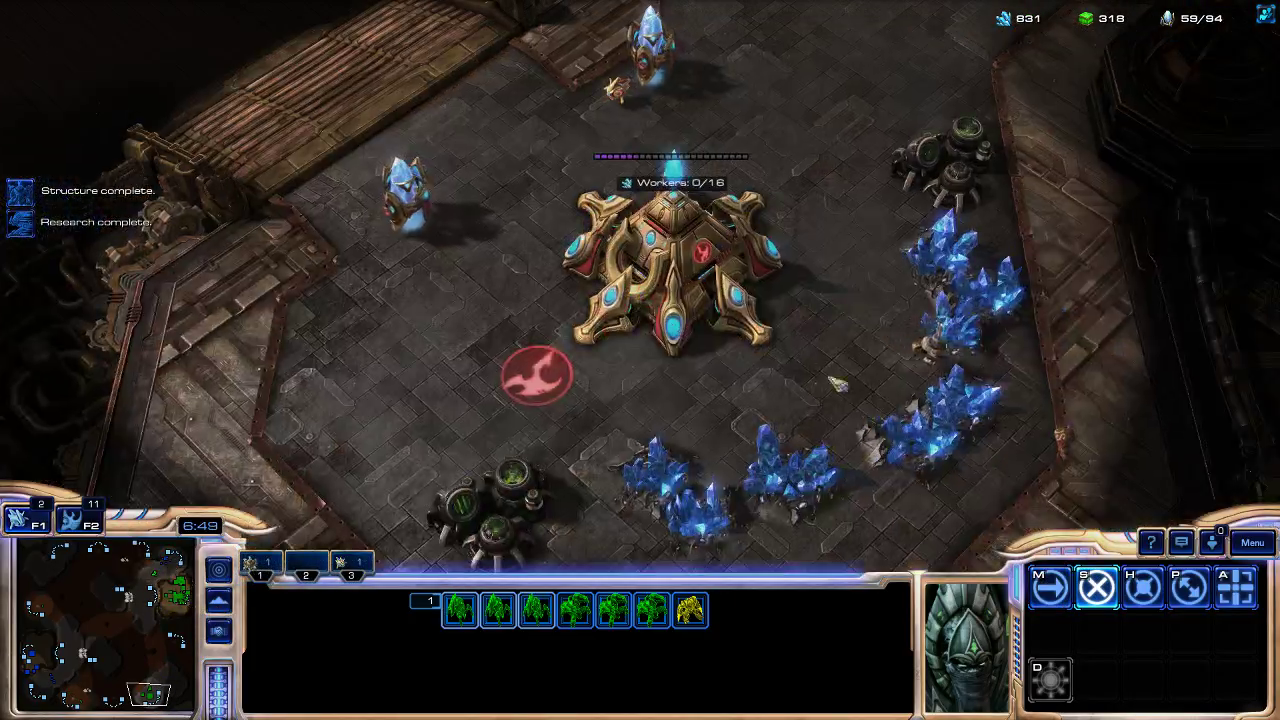 831 318 59/94
Workers: 0/16
Structure complete.
Research complete.
2 11
F1 F2
6:49
0
? Menu
1 1
1 2 3
1
M S H P A
D